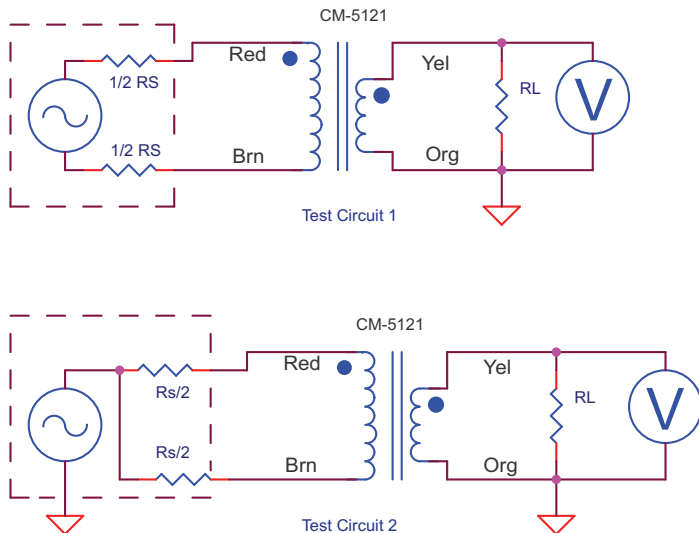 CM-5121
Red
Yel
1/2 RS
RL
V
1/2 RS
Brn
Org
Test Circuit 1
CM-5121
Red
Yel
Rs/2
RL
V
Rs/2
Brn
Org
Test Circuit 2